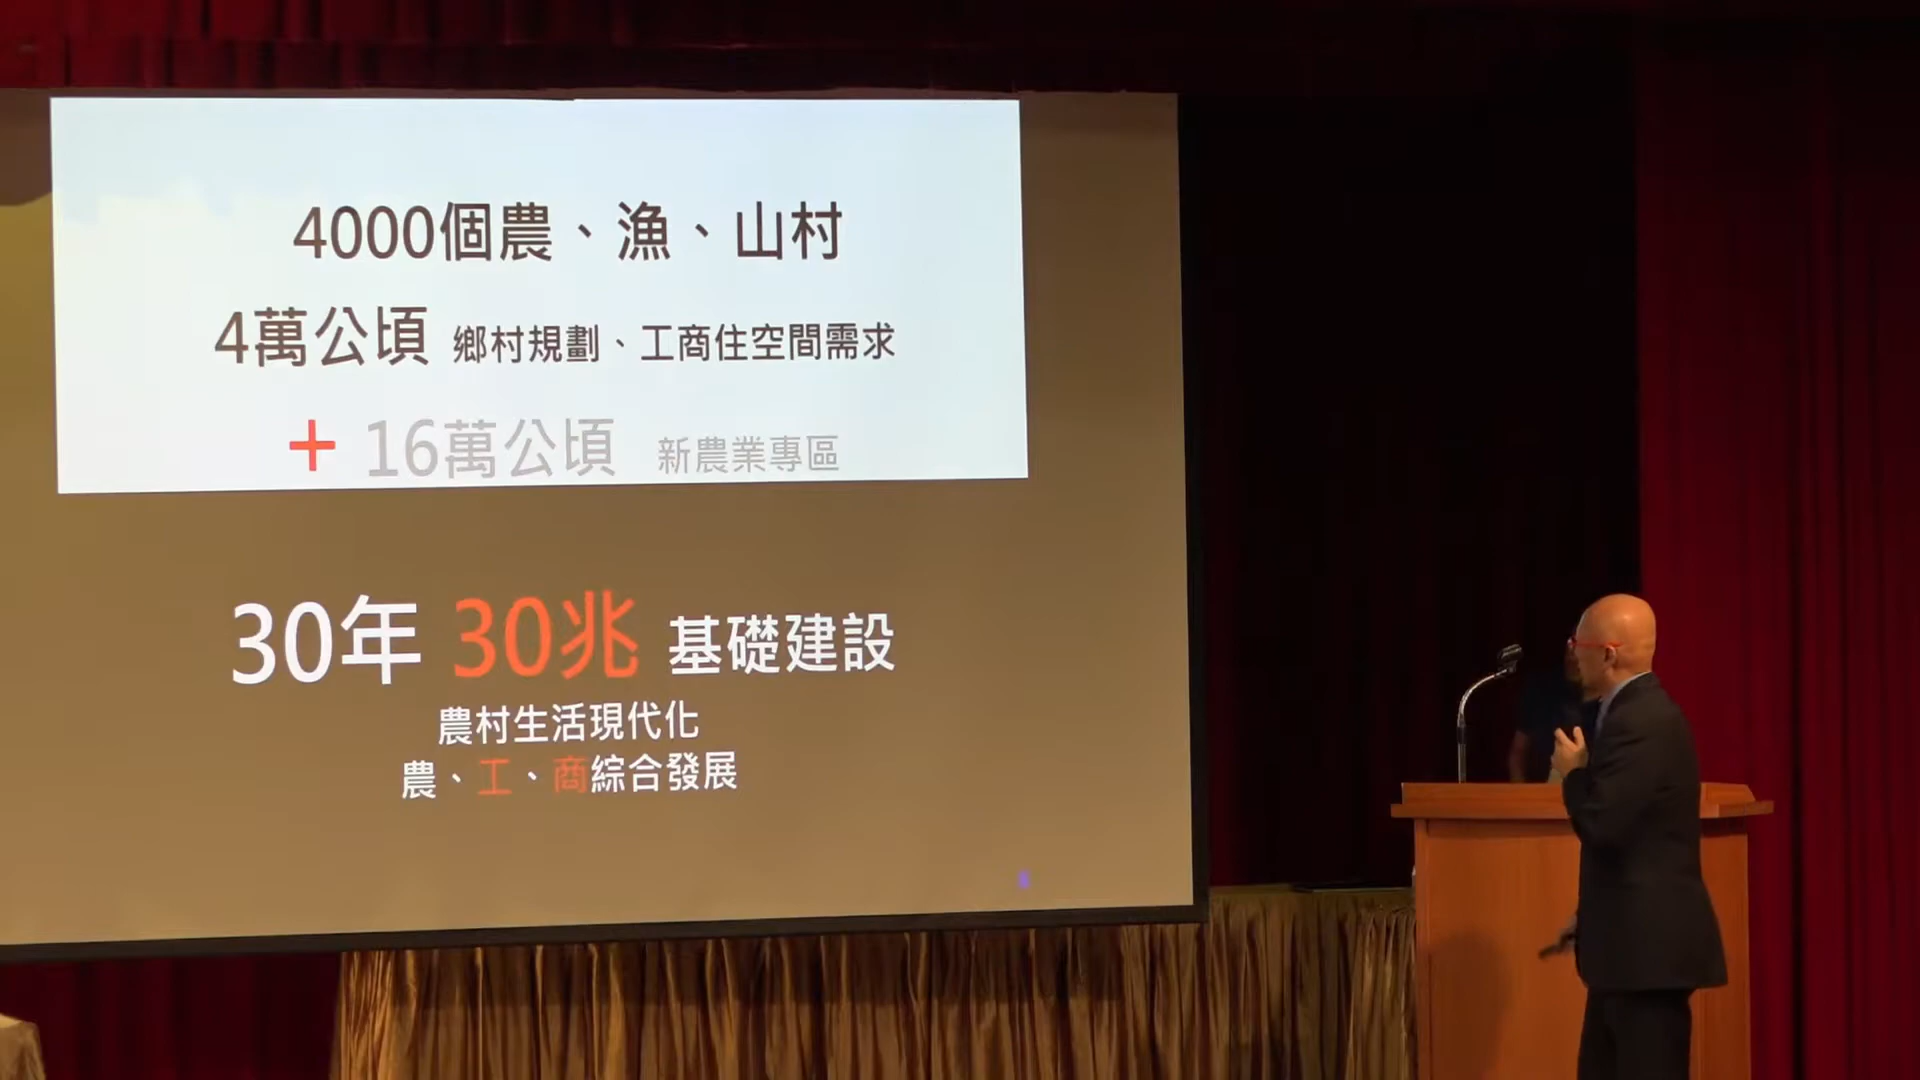 4000個農、漁、山村
4萬公頃 鄉村規劃、工商住空間需求
+ 16萬公頃 新農業專區
30年 30兆 基礎建設
農村生活現代化
農、工、商綜合發展